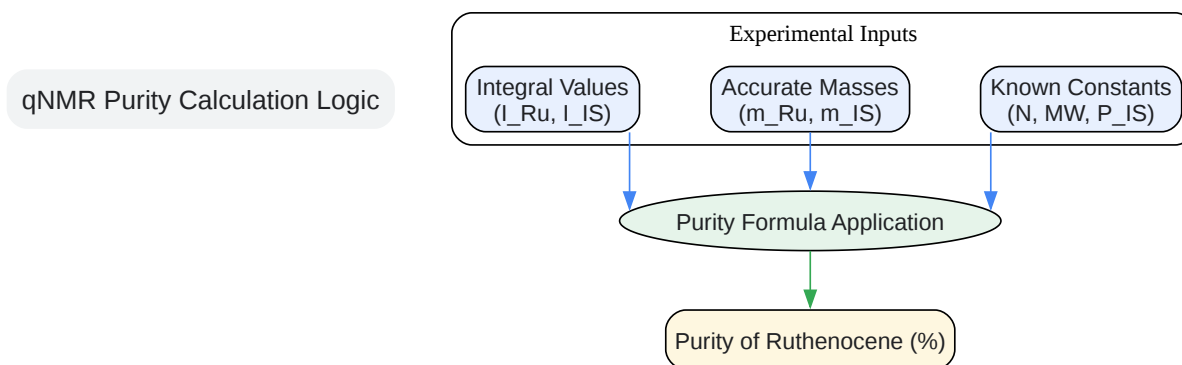 qNMR Purity Calculation Logic
Experimental Inputs
Integral Values
(I_Ru, I_IS)
Accurate Masses
(m_Ru, m_IS)
Known Constants
(N, MW, P_IS)
Purity Formula Application
Purity of Ruthenocene (%)